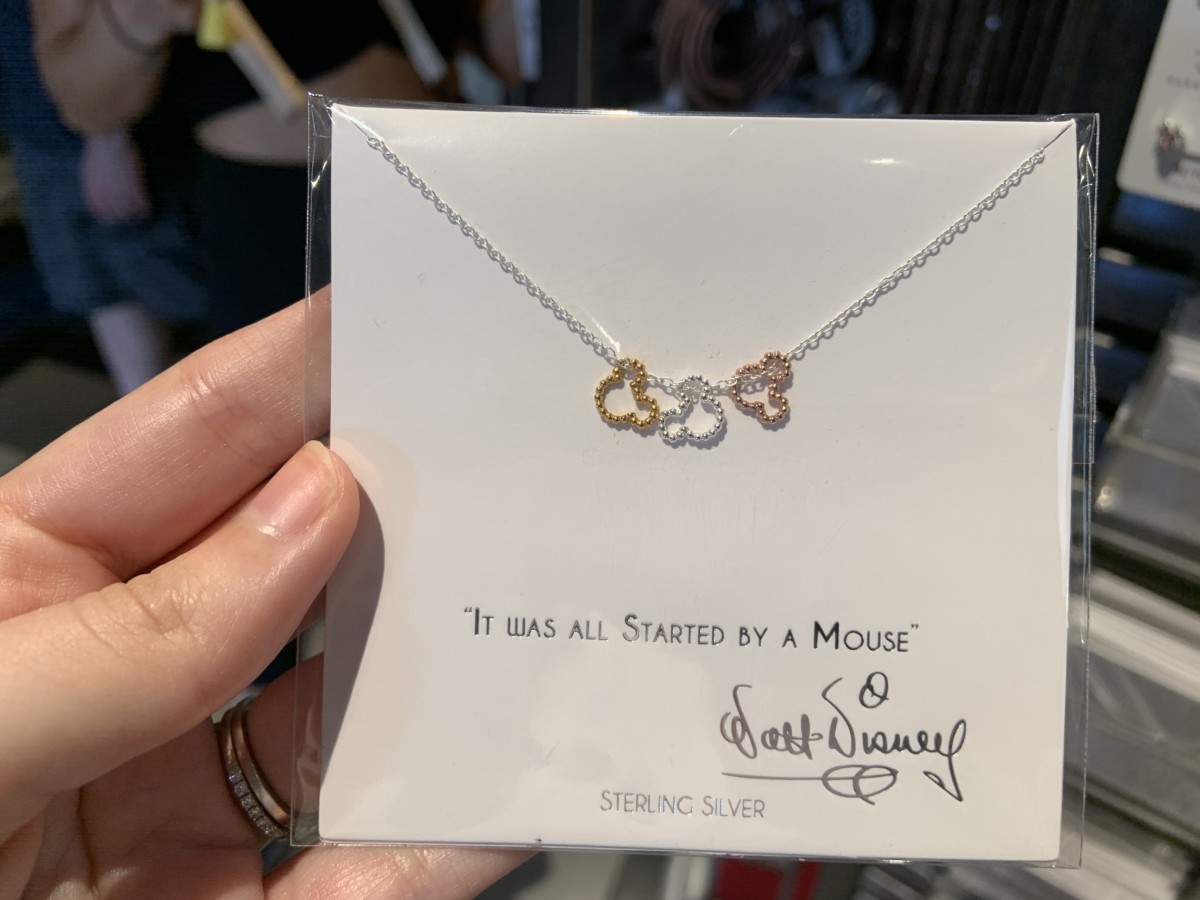 “It was all Started by a Mouse”
Walt Disney
STERLING SILVER